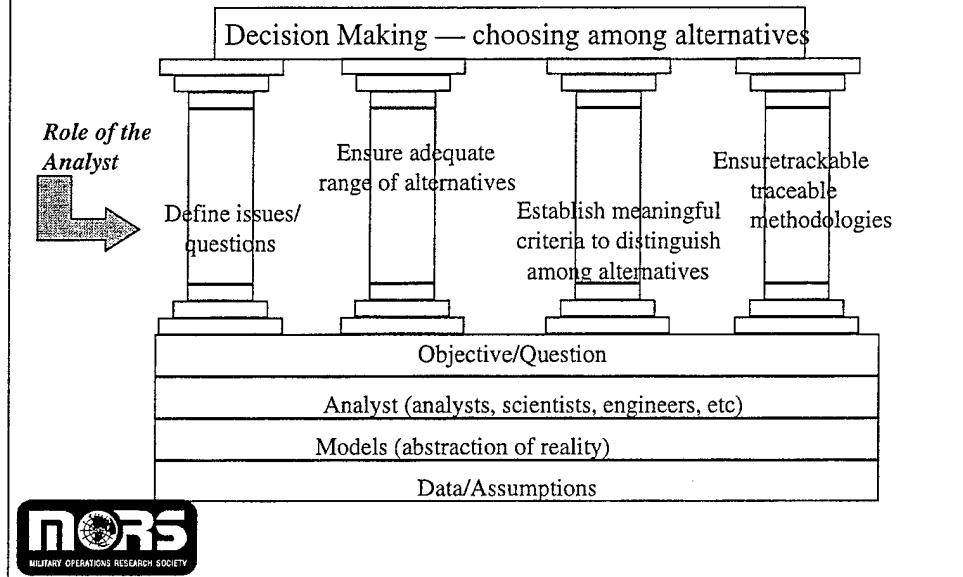 Decision Making — choosing among alternatives
Role of the
Analyst
Define issues/
questions
Ensure adequate
range of alternatives
Establish meaningful
criteria to distinguish
among alternatives
Ensuretrackable
traceable
methodologies
Objective/Question
Analyst (analysts, scientists, engineers, etc)
Models (abstraction of reality)
Data/Assumptions
MORS
MILITARY OPERATIONS RESEARCH SOCIETY